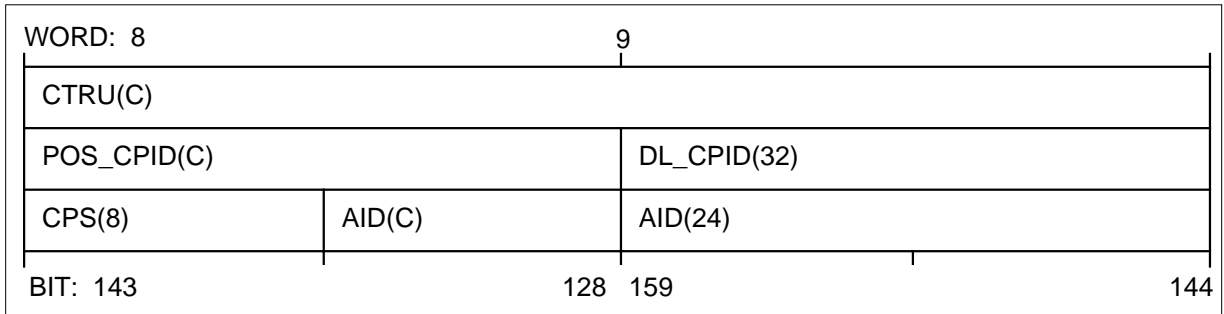 WORD: 8 9
CTRU(C)
POS_CPID(C) DL_CPID(32)
CPS(8) AID(C) AID(24)
BIT: 143 128 159 144